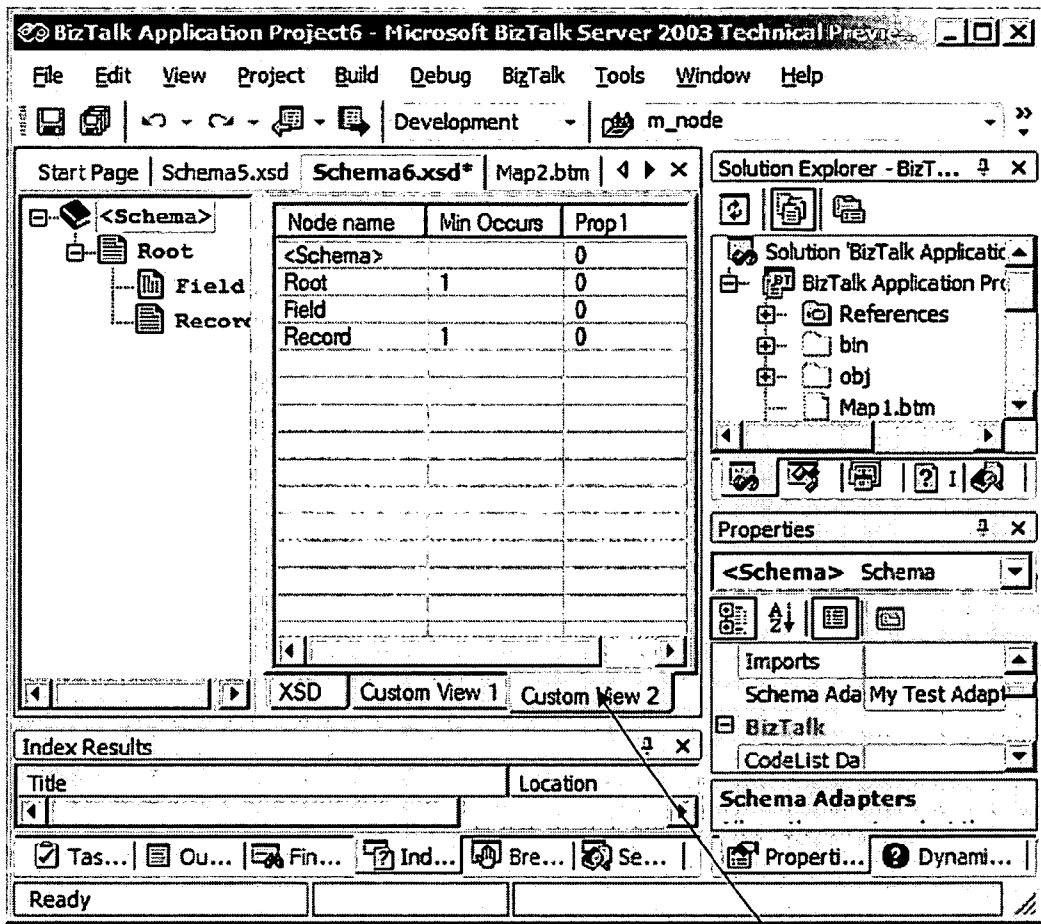 BizTalk Application Project6 - Microsoft BizTalk Server 2003 Technical
File Edit View Project Build Debug BizTalk Tools Window Help
Development m_node
Start Page Schema5.xsd Schema6.xsd* Map2.btm
<Schema>
Root
Field
Record
Node name Min Occurs Prop1
<Schema> 0
Root 1 0
Field 0
Record 1 0
XSD Custom View 1 Custom View 2
Solution Explorer - BizT...
Solution 'BizTalk Applicatic
BizTalk Application Pro
References
bin
obj
Map1.btm
Properties
<Schema> Schema
Imports
Schema Ada My Test Adapt
BizTalk
CodeList Da
Schema Adapters
Index Results
Title Location
Tas... Ou... Fin... Ind... Bre... Se...
Properti... Dynami...
Ready